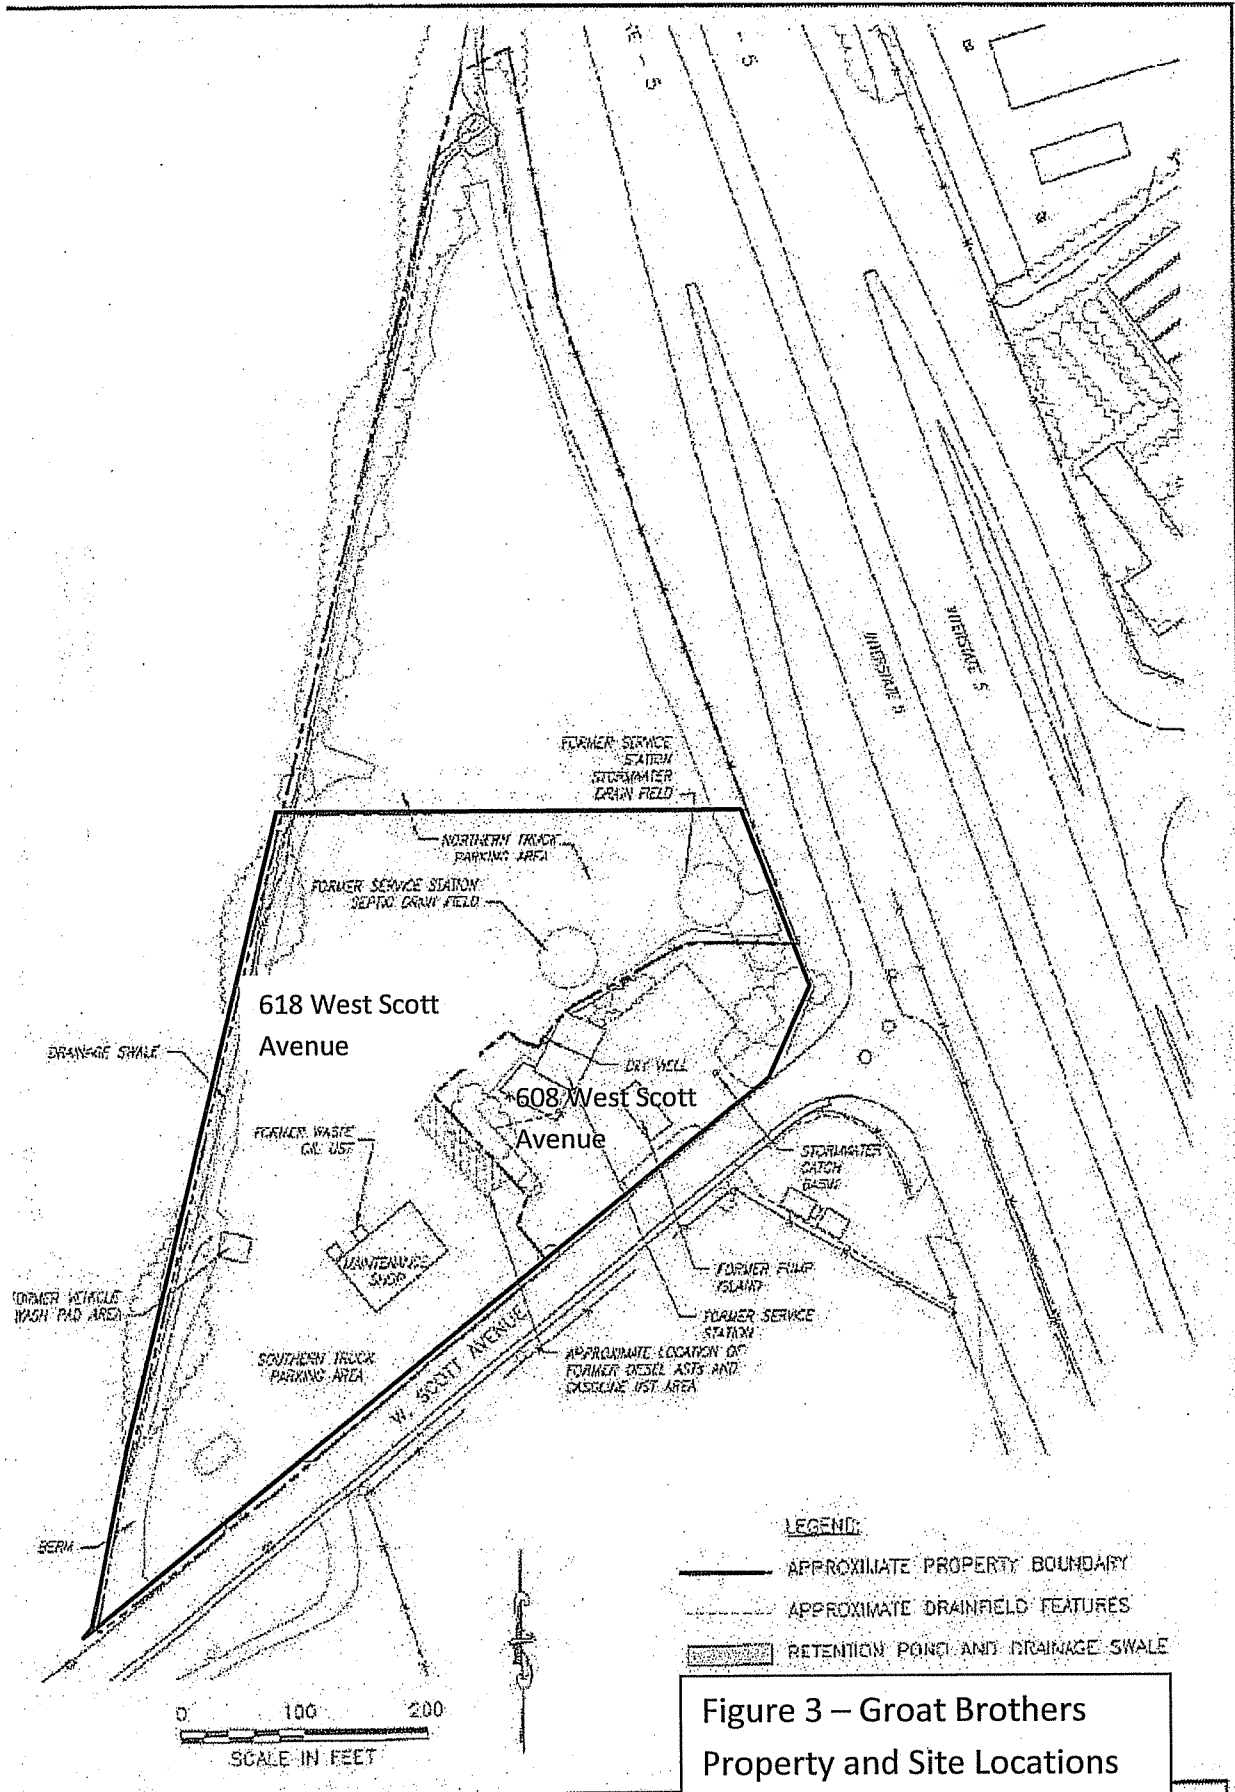 INTERSTATE 5
INTERSTATE 5
FORMER SERVICE
STATION
STORMWATER
DRAIN FIELD
NORTHERN TRUCK
PARKING AREA
FORMER SERVICE STATION
SEPTIC DRAIN FIELD
618 West Scott
Avenue
DRAINAGE SWALE
DRY WELL
608 West Scott
Avenue
FORMER WASTE
OIL UST
STORMWATER
CATCH
BASINS
MAINTENANCE
SHOP
FORMER VEHICLE
WASH PAD AREA
FORMER PUMP
ISLAND
FORMER SERVICE
STATION
SOUTHERN TRUCK
PARKING AREA
W. SCOTT AVENUE
APPROXIMATE LOCATION OF
FORMER DIESEL ASTS AND
GASOLINE UST AREA
BERM
LEGEND:
APPROXIMATE PROPERTY BOUNDARY
APPROXIMATE DRAINFIELD FEATURES
RETENTION POND AND DRAINAGE SWALE
0 100 200
SCALE IN FEET
Figure 3 – Groat Brothers
Property and Site Locations